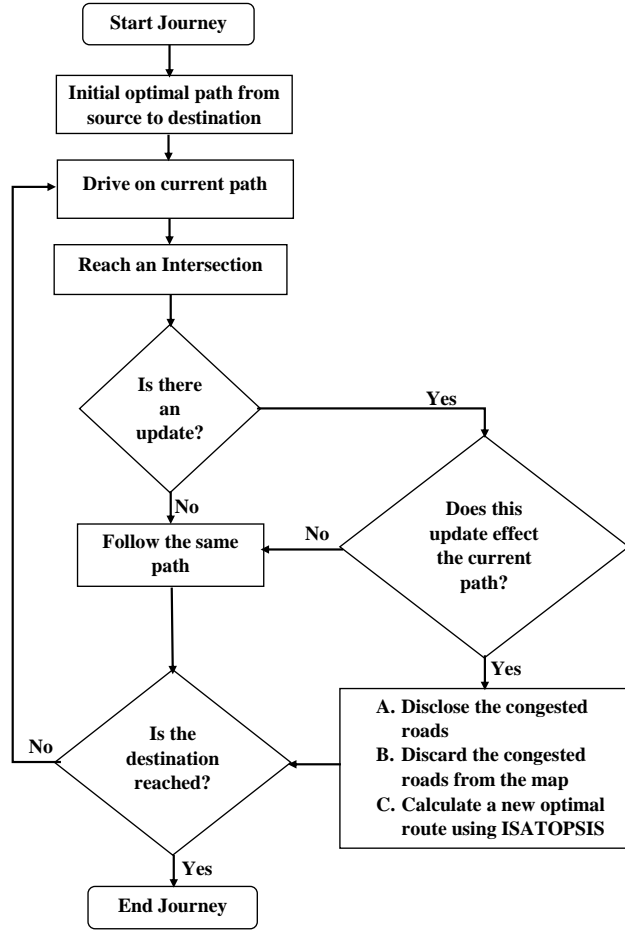 Start Journey
Initial optimal path from
source to destination
Drive on current path
Reach an Intersection
Is there
an
update?
Yes
No
Does this
update effect
the current
path?
No
Follow the same
path
Yes
A. Disclose the congested
roads
B. Discard the congested
roads from the map
C. Calculate a new optimal
route using ISATOPSIS
Is the
destination
reached?
No
Yes
End Journey